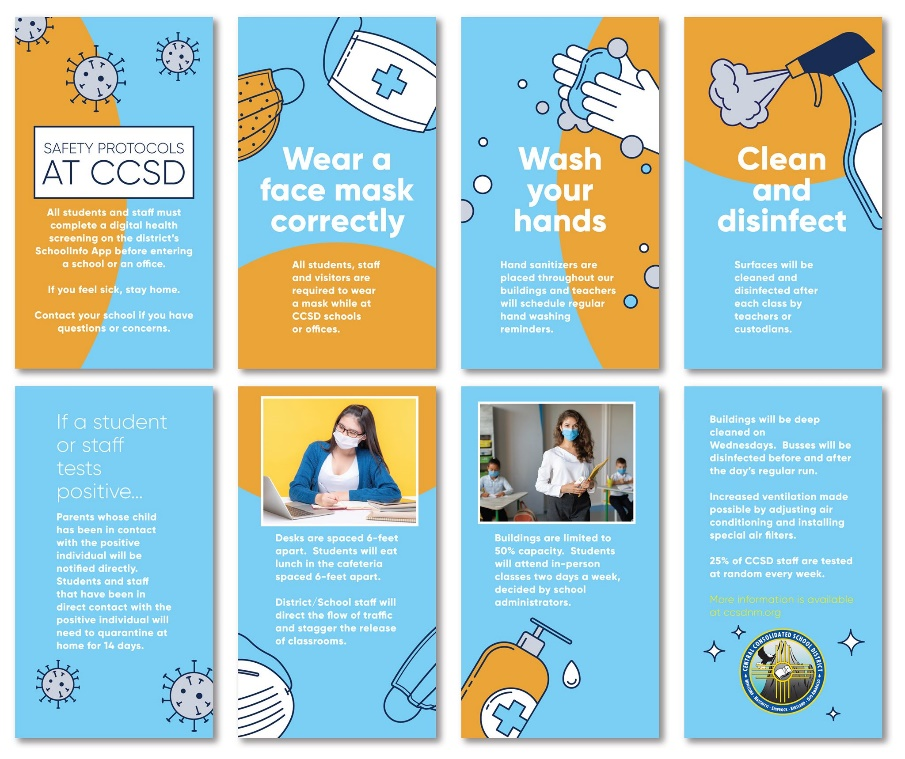 SAFETY PROTOCOLS
AT CCSD
All students and staff must
complete a digital health
screening on the district's
SchoolInfo App before entering
a school or an office.
If you feel sick, stay home.
Contact your school if you have
questions or concerns.
Wear a
face mask
correctly
All students, staff
and visitors are
required to wear
a mask while at
CCSD schools
or offices.
Wash
your
hands
Hand sanitizers are
placed throughout our
buildings and teachers
will schedule regular
hand washing
reminders.
Clean
and
disinfect
Surfaces will be
cleaned and
disinfected after
each class by
teachers or
custodians.
If a student
or staff
tests
positive...
Parents whose child
has been in contact
with the positive
individual will be
notified directly.
Students and staff
that have been in
direct contact with the
positive individual will
need to quarantine at
home for 14 days.
Desks are spaced 6-feet
apart. Students will eat
lunch in the cafeteria
spaced 6-feet apart.
District/School staff will
direct the flow of traffic
and stagger the release
of classrooms.
Buildings are limited to
50% capacity. Students
will attend in-person
classes two days a week,
decided by school
administrators.
Buildings will be deep
cleaned on
Wednesdays. Busses will be
disinfected before and after
the day's regular run.
Increased ventilation made
possible by adjusting air
conditioning and installing
special air filters.
25% of CCSD staff are tested
at random every week.
More information is available
at ccsdnm.org
CENTRAL CONSOLIDATED SCHOOL DISTRICT